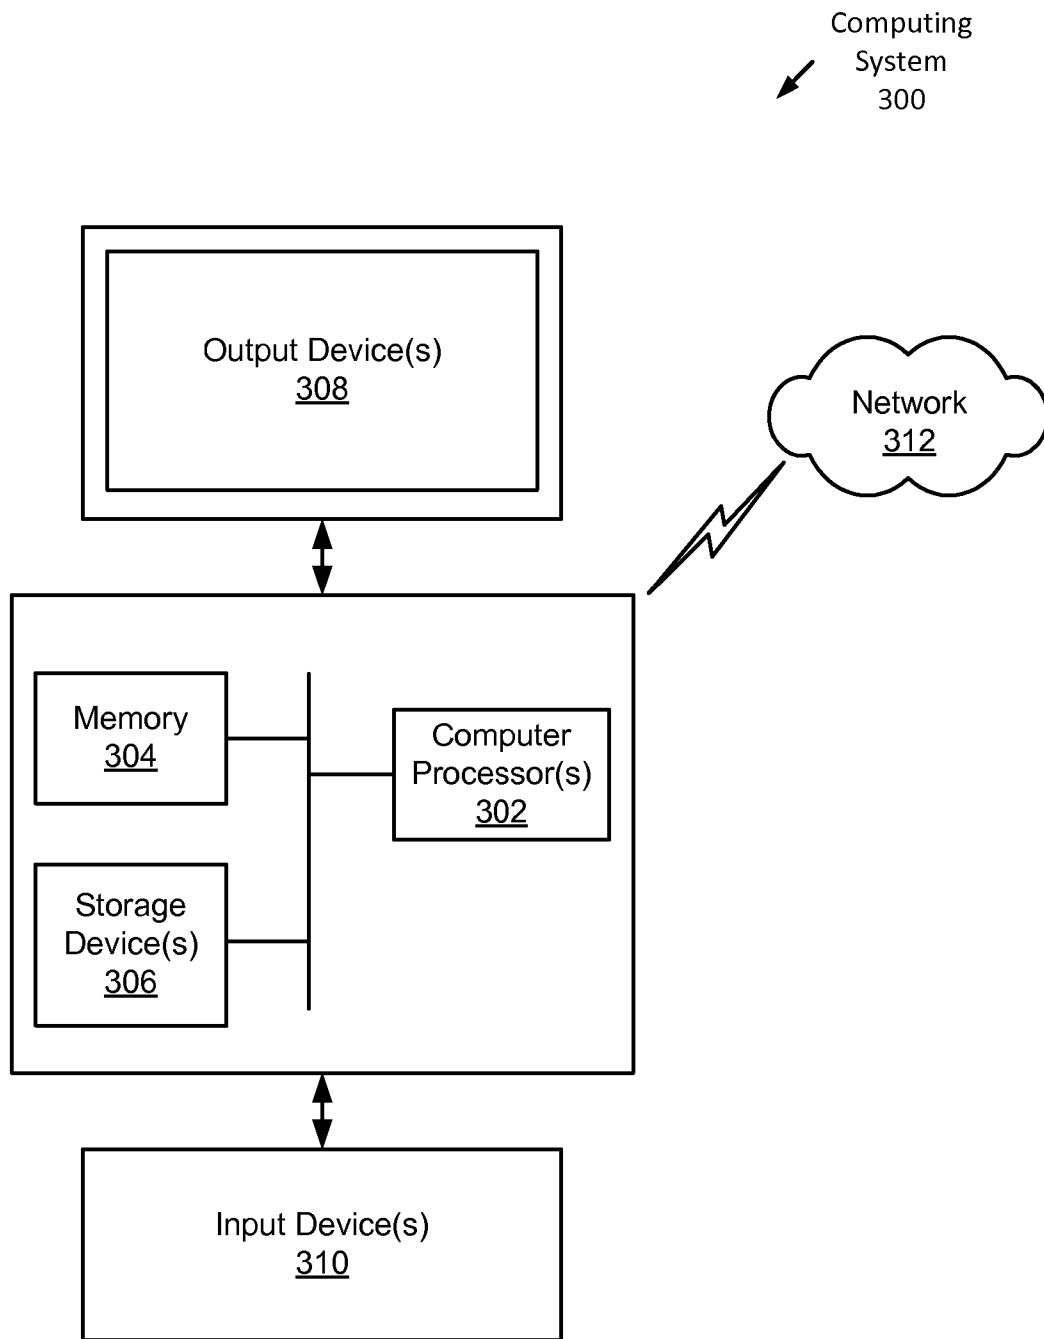 Computing
System
300
Output Device(s)
308
Network
312
Memory
304
Computer
Processor(s)
302
Storage
Device(s)
306
Input Device(s)
310